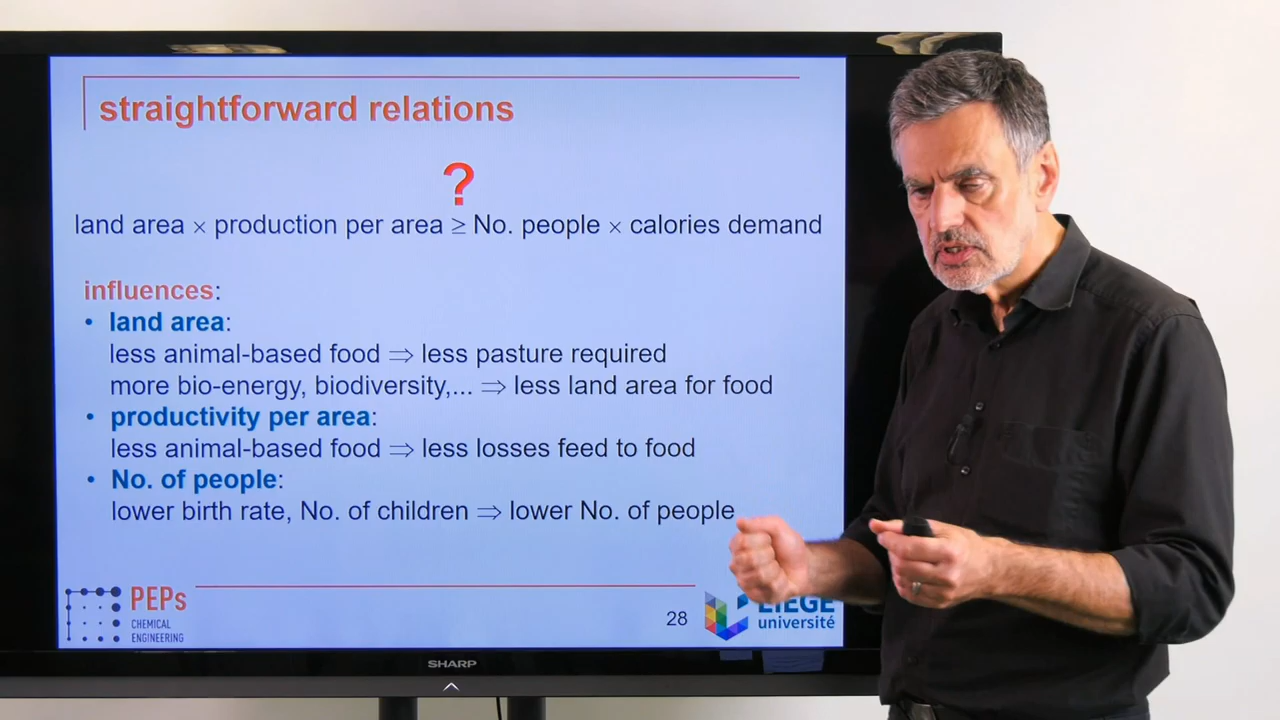 straightforward relations
?
land area × production per area ≥ No. people × calories demand
influences:
• land area:
less animal-based food ⇒ less pasture required
more bio-energy, biodiversity,... ⇒ less land area for food
• productivity per area:
less animal-based food ⇒ less losses feed to food
• No. of people:
lower birth rate, No. of children ⇒ lower No. of people
PEPs
CHEMICAL
ENGINEERING
28
LIÈGE
université
SHARP